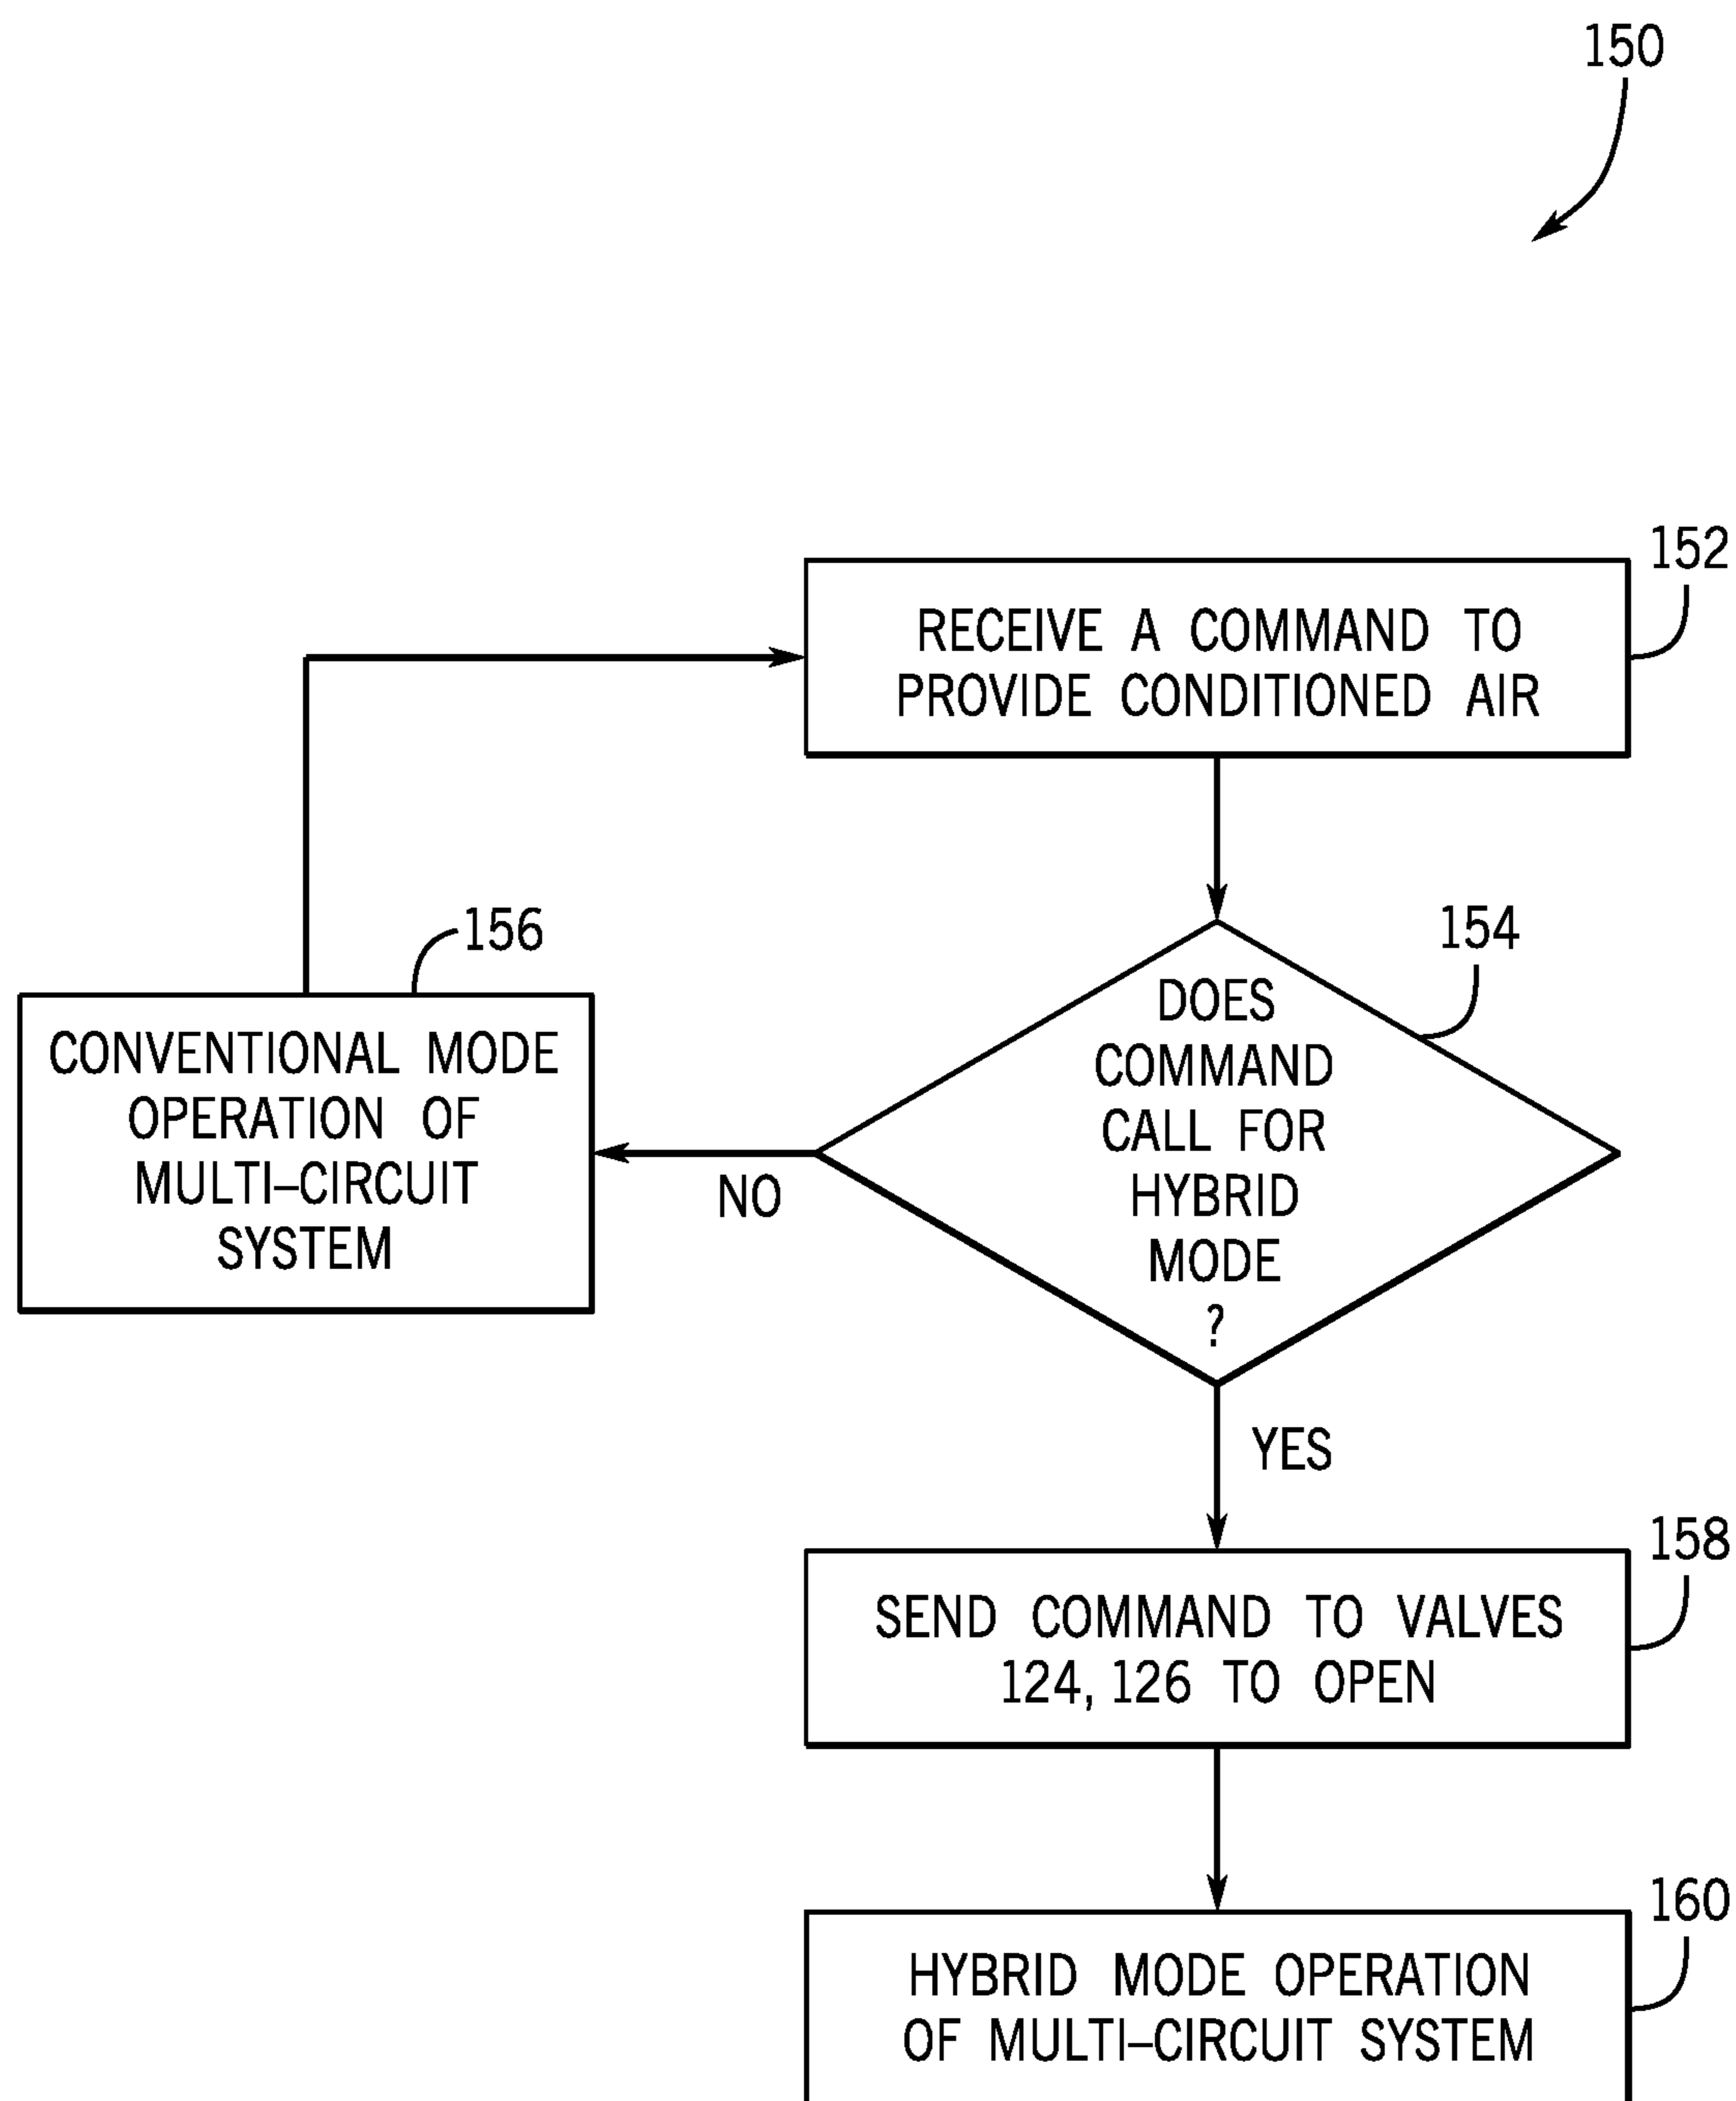 150
152
RECEIVE A COMMAND TO
PROVIDE CONDITIONED AIR
154
DOES
COMMAND
CALL FOR
HYBRID
MODE
?
156
CONVENTIONAL MODE
OPERATION OF
MULTI–CIRCUIT
SYSTEM
NO
YES
158
SEND COMMAND TO VALVES
124, 126 TO OPEN
160
HYBRID MODE OPERATION
OF MULTI–CIRCUIT SYSTEM